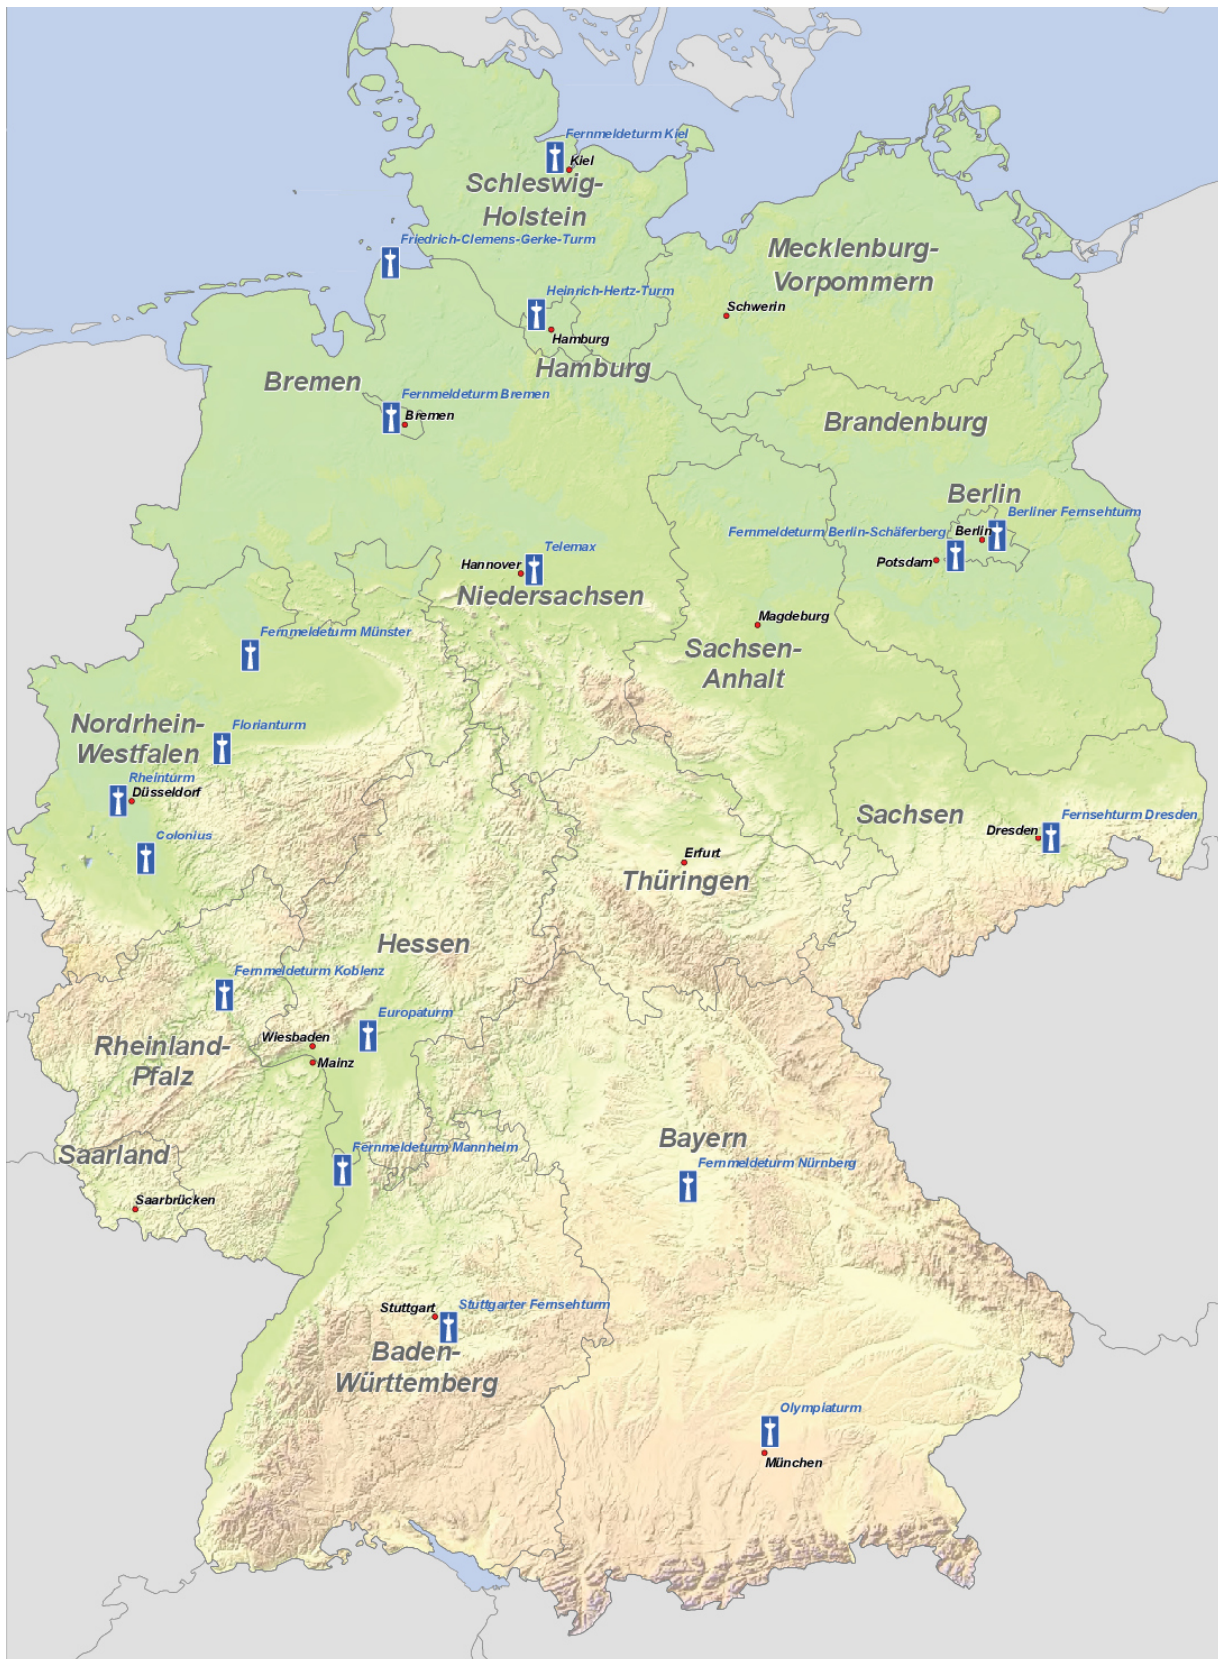 Fernmeldeturm Kiel
Kiel
Schleswig-
Holstein
Friedrich-Clemens-Gerke-Turm
Mecklenburg-
Vorpommern
Heinrich-Hertz-Turm
Schwerin
Hamburg
Hamburg
Bremen
Fernmeldeturm Bremen
Bremen
Brandenburg
Berlin
Berliner Fernsehturm
Fernmeldeturm Berlin-Schäferberg
Berlin
Telemax
Hannover
Potsdam
Niedersachsen
Magdeburg
Fernmeldeturm Münster
Sachsen-
Anhalt
Nordrhein-
Westfalen
Florianturm
Rheinturm
Düsseldorf
Sachsen
Fernsehturm Dresden
Dresden
Colonius
Erfurt
Thüringen
Hessen
Fernmeldeturm Koblenz
Europaturm
Wiesbaden
Rheinland-
Pfalz
Mainz
Bayern
Fernmeldeturm Mannheim
Saarland
Fernmeldeturm Nürnberg
Saarbrücken
Stuttgart
Stuttgarter Fernsehturm
Baden-
Württemberg
Olympiaturm
München